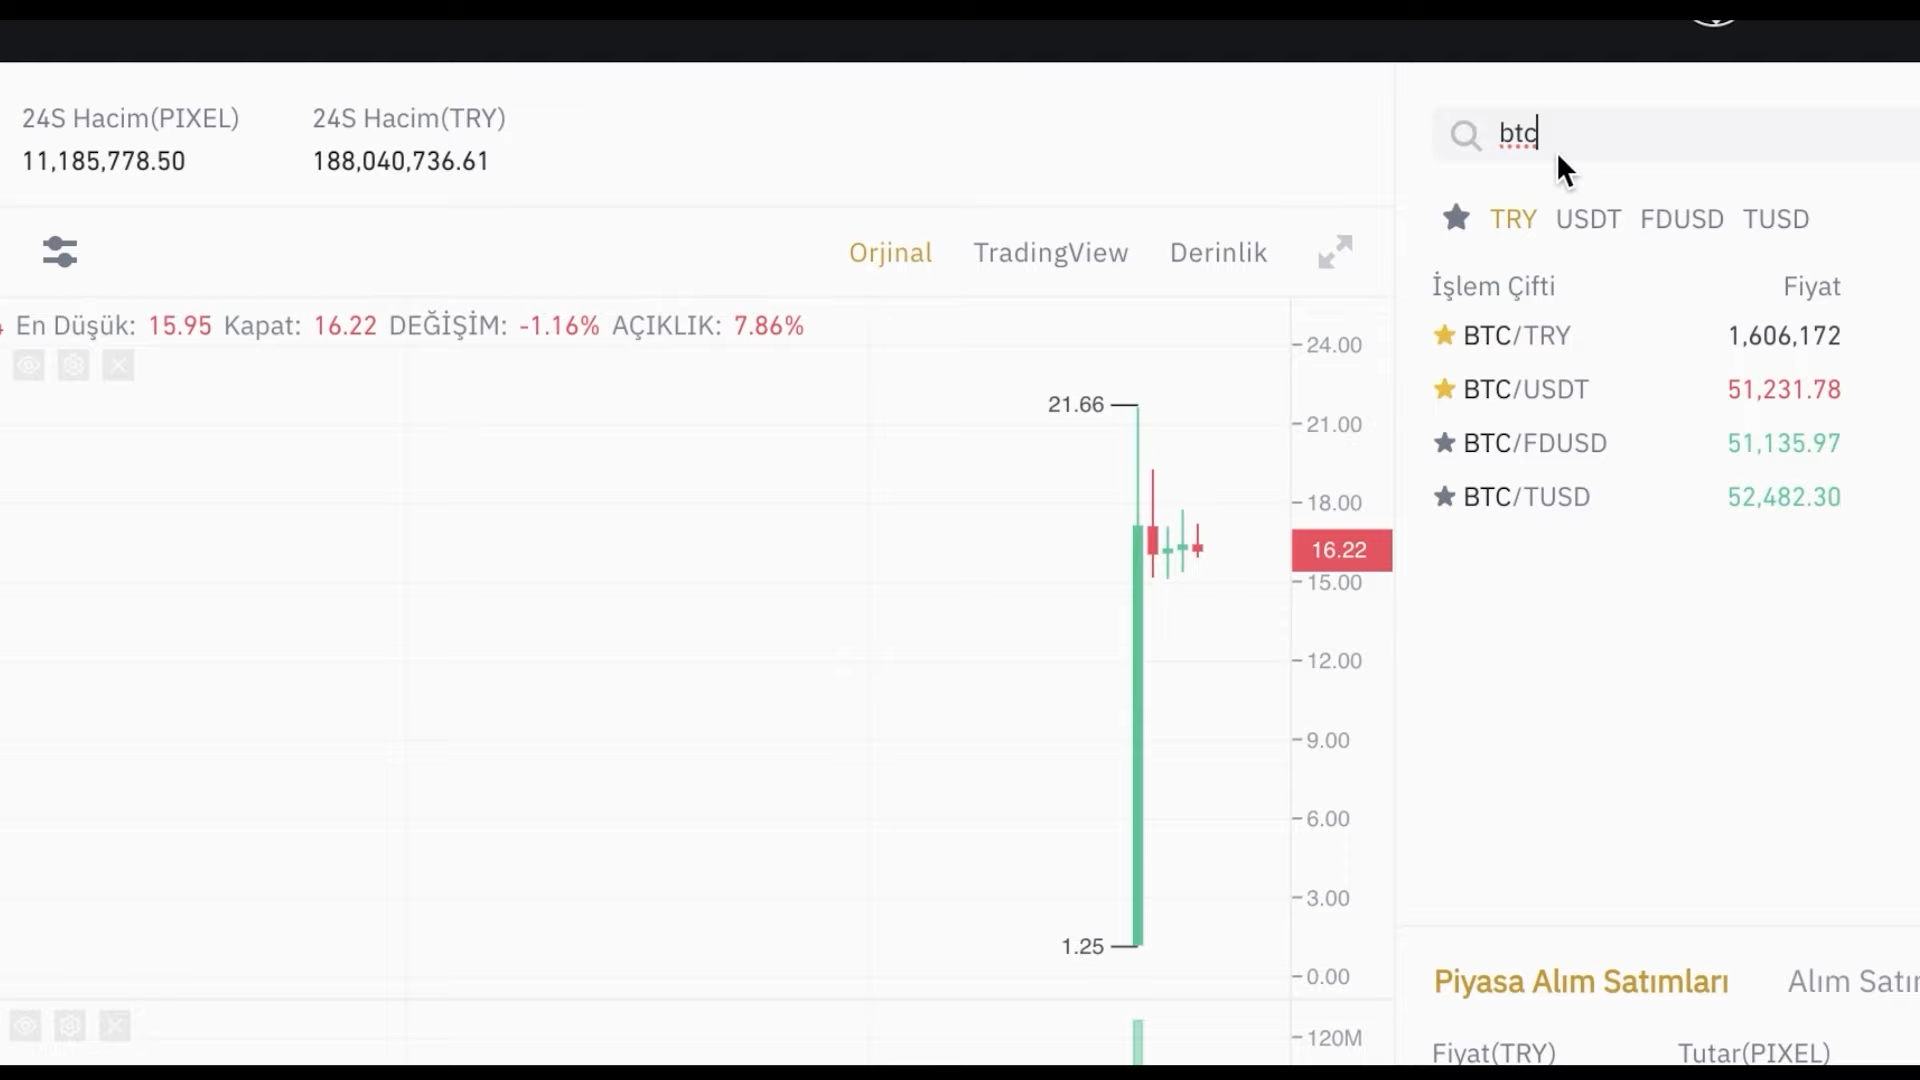 24S Hacim(PIXEL) 24S Hacim(TRY)
11,185,778.50 188,040,736.61
Orjinal TradingView Derinlik
En Düşük: 15.95 Kapat: 16.22 DEĞİŞİM: -1.16% AÇIKLIK: 7.86%
24.00
21.66
21.00
18.00
16.22
15.00
12.00
9.00
6.00
3.00
1.25
0.00
120M
btc
TRY USDT FDUSD TUSD
İşlem Çifti Fiyat
BTC/TRY 1,606,172
BTC/USDT 51,231.78
BTC/FDUSD 51,135.97
BTC/TUSD 52,482.30
Piyasa Alım Satımları Alım
Fiyat(TRY) Tutar(PIXEL)